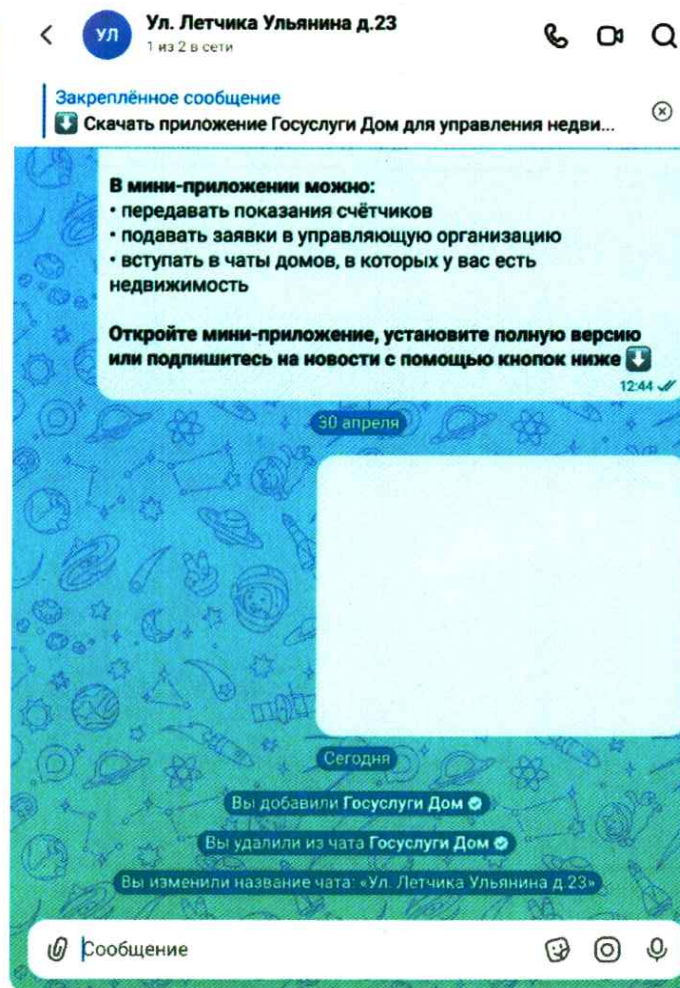 УЛ
Ул. Летчика Ульянина д.23
1 из 2 в сети
Закреплённое сообщение
⬇️ Скачать приложение Госуслуги Дом для управления недви...
В мини-приложении можно:
• передавать показания счётчиков
• подавать заявки в управляющую организацию
• вступать в чаты домов, в которых у вас есть
недвижимость
Откройте мини-приложение, установите полную версию
или подпишитесь на новости с помощью кнопок ниже ⬇️
12:44
30 апреля
Сегодня
Вы добавили Госуслуги Дом
Вы удалили из чата Госуслуги Дом
Вы изменили название чата: «Ул. Летчика Ульянина д.23»
Сообщение